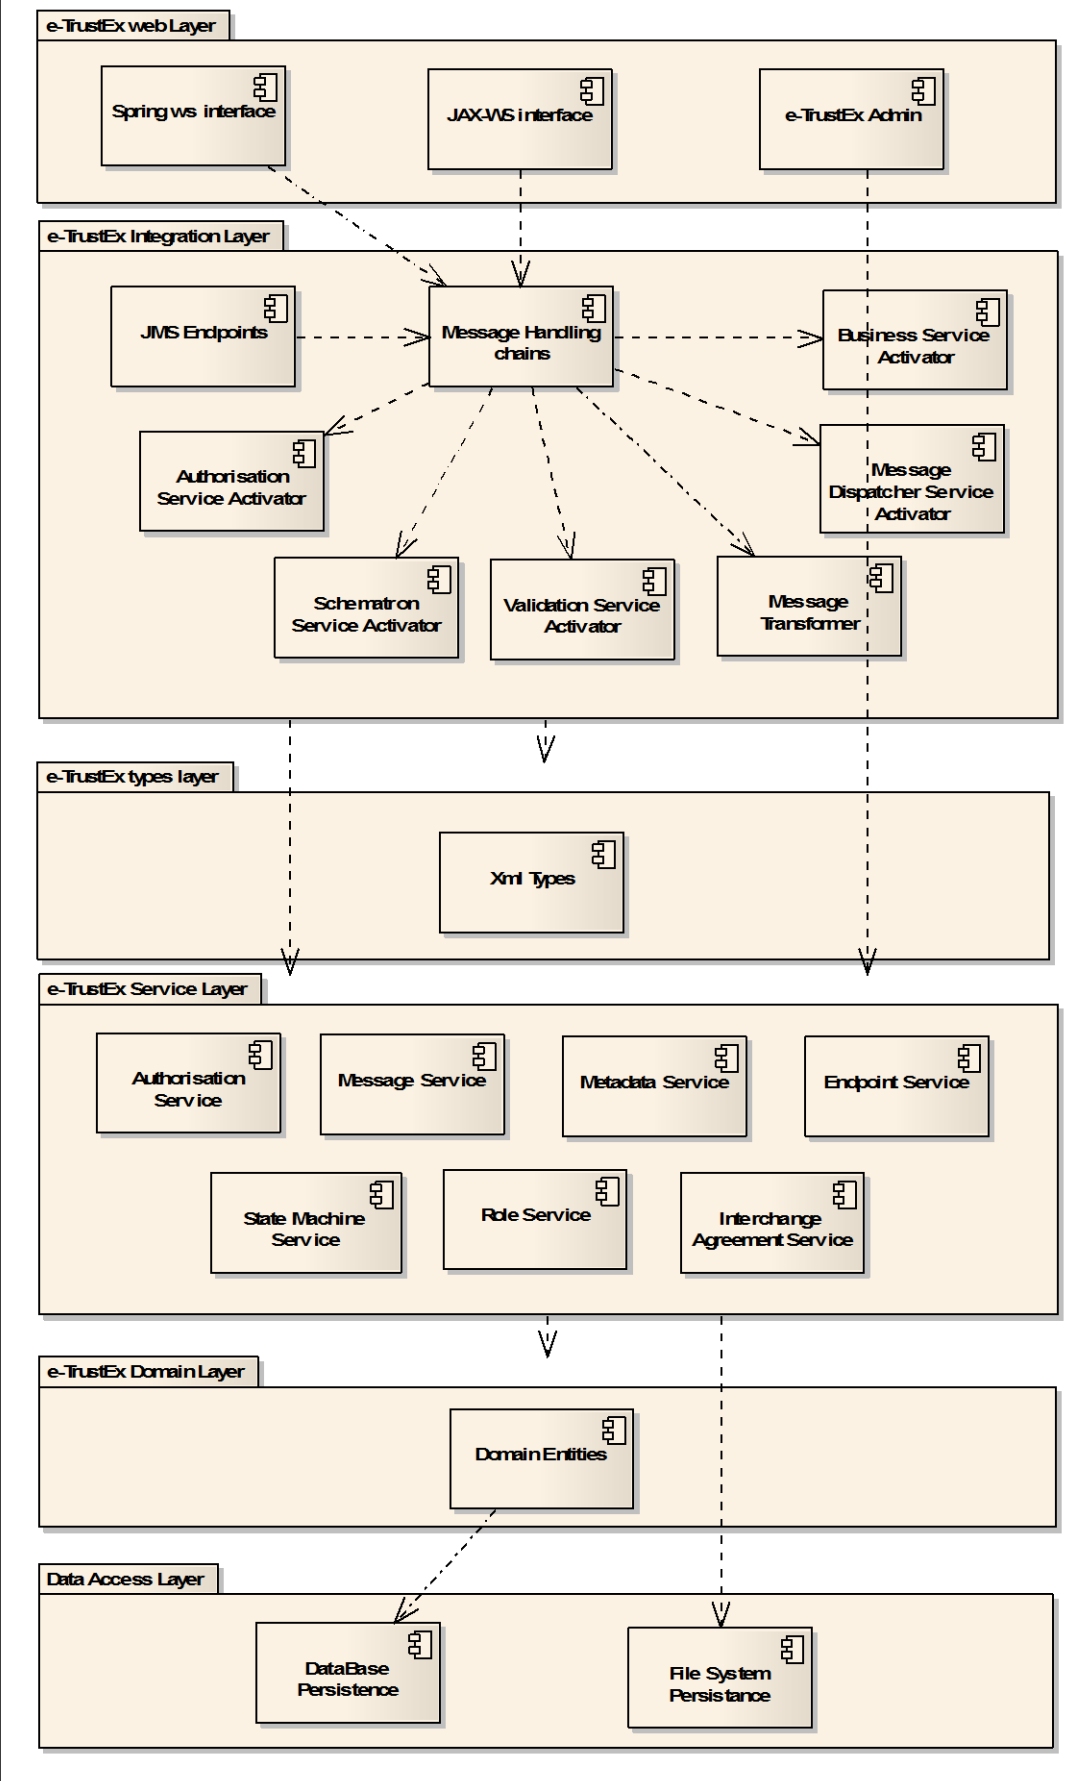 e-TrustEx web Layer
Spring ws interface
JAX-WS interface
e-TrustEx Admin
e-TrustEx Integration Layer
JMS Endpoints
Message Handling
chains
Business Service
Activator
Authorisation
Service Activator
Message
Dispatcher Service
Activator
Schematron
Service Activator
Validation Service
Activator
Message
Transformer
e-TrustEx types layer
Xml Types
e-TrustEx Service Layer
Authorisation
Service
Message Service
Metadata Service
Endpoint Service
State Machine
Service
Role Service
Interchange
Agreement Service
e-TrustEx Domain Layer
Domain Entities
Data Access Layer
DataBase
Persistence
File System
Persistance